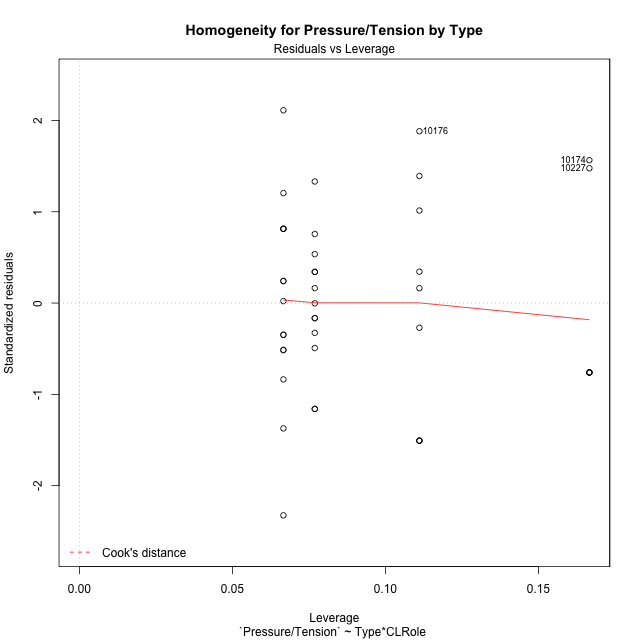 Homogeneity for Pressure/Tension by Type
Residuals vs Leverage
Standardized residuals
2
1
0
-1
-2
10176
10174
10227
Cook's distance
0.00
0.05
0.10
0.15
Leverage
`Pressure/Tension` ~ Type*CLRole